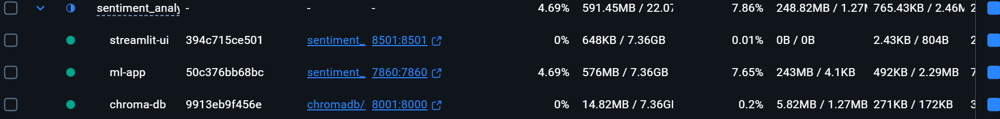 sentiment_analy - - - 4.69% 591.45MB / 22.07 7.86% 248.82MB / 1.27M 765.43KB / 2.46M 2
streamlit-ui 394c715ce501 sentiment_ 8501:8501 0% 648KB / 7.36GB 0.01% 0B / 0B 2.43KB / 804B 2
ml-app 50c376bb68bc sentiment_ 7860:7860 4.69% 576MB / 7.36GB 7.65% 243MB / 4.1KB 492KB / 2.29MB 7
chroma-db 9913eb9f456e chromadb/ 8001:8000 0% 14.82MB / 7.36GI 0.2% 5.82MB / 1.27MB 271KB / 172KB 3